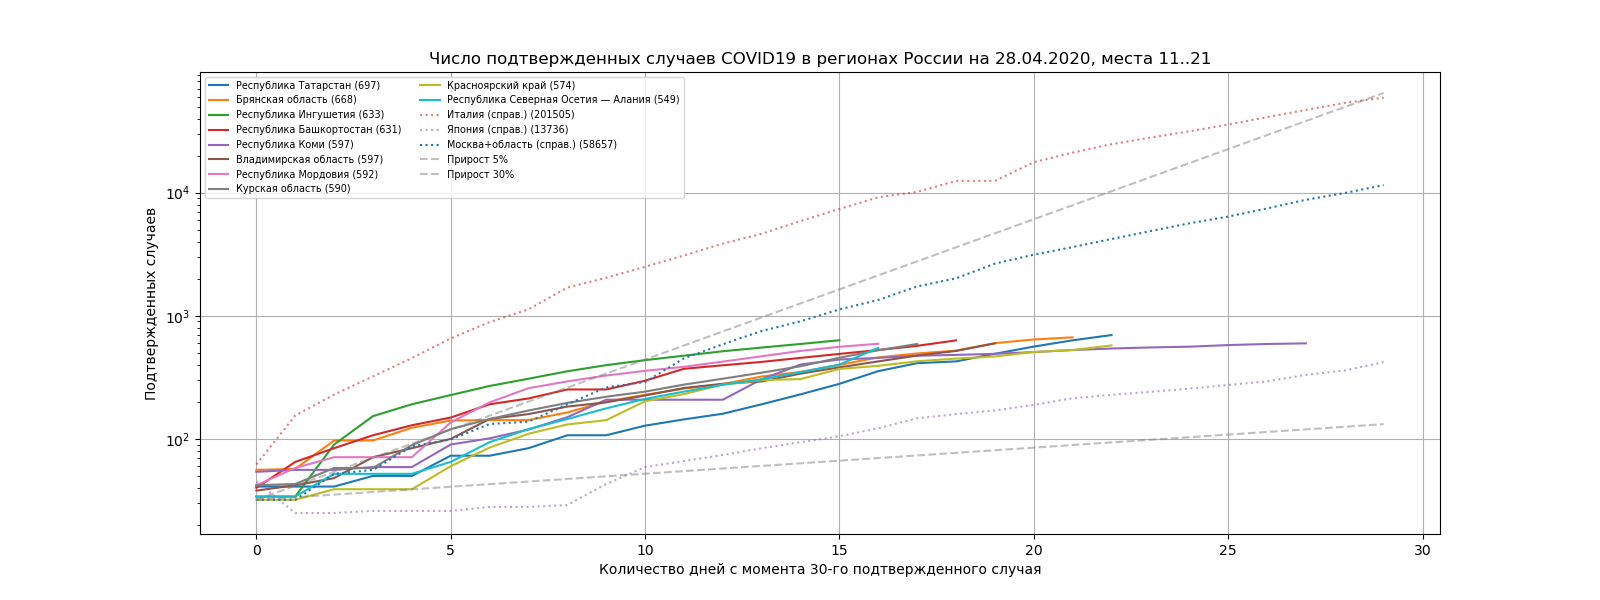 Число подтвержденных случаев COVID19 в регионах России на 28.04.2020, места 11..21
Республика Татарстан (697)
Брянская область (668)
Республика Ингушетия (633)
Республика Башкортостан (631)
Республика Коми (597)
Владимирская область (597)
Республика Мордовия (592)
Курская область (590)
Красноярский край (574)
Республика Северная Осетия — Алания (549)
Италия (справ.) (201505)
Япония (справ.) (13736)
Москва+область (справ.) (58657)
Прирост 5%
Прирост 30%
Подтвержденных случаев
10⁴
10³
10²
0 5 10 15 20 25 30
Количество дней с момента 30-го подтвержденного случая